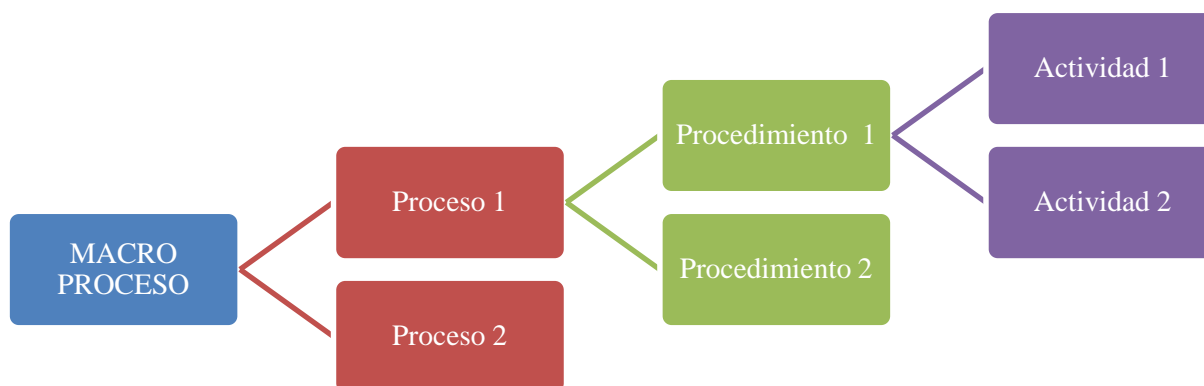 MACRO
PROCESO
Proceso 1
Proceso 2
Procedimiento 1
Procedimiento 2
Actividad 1
Actividad 2